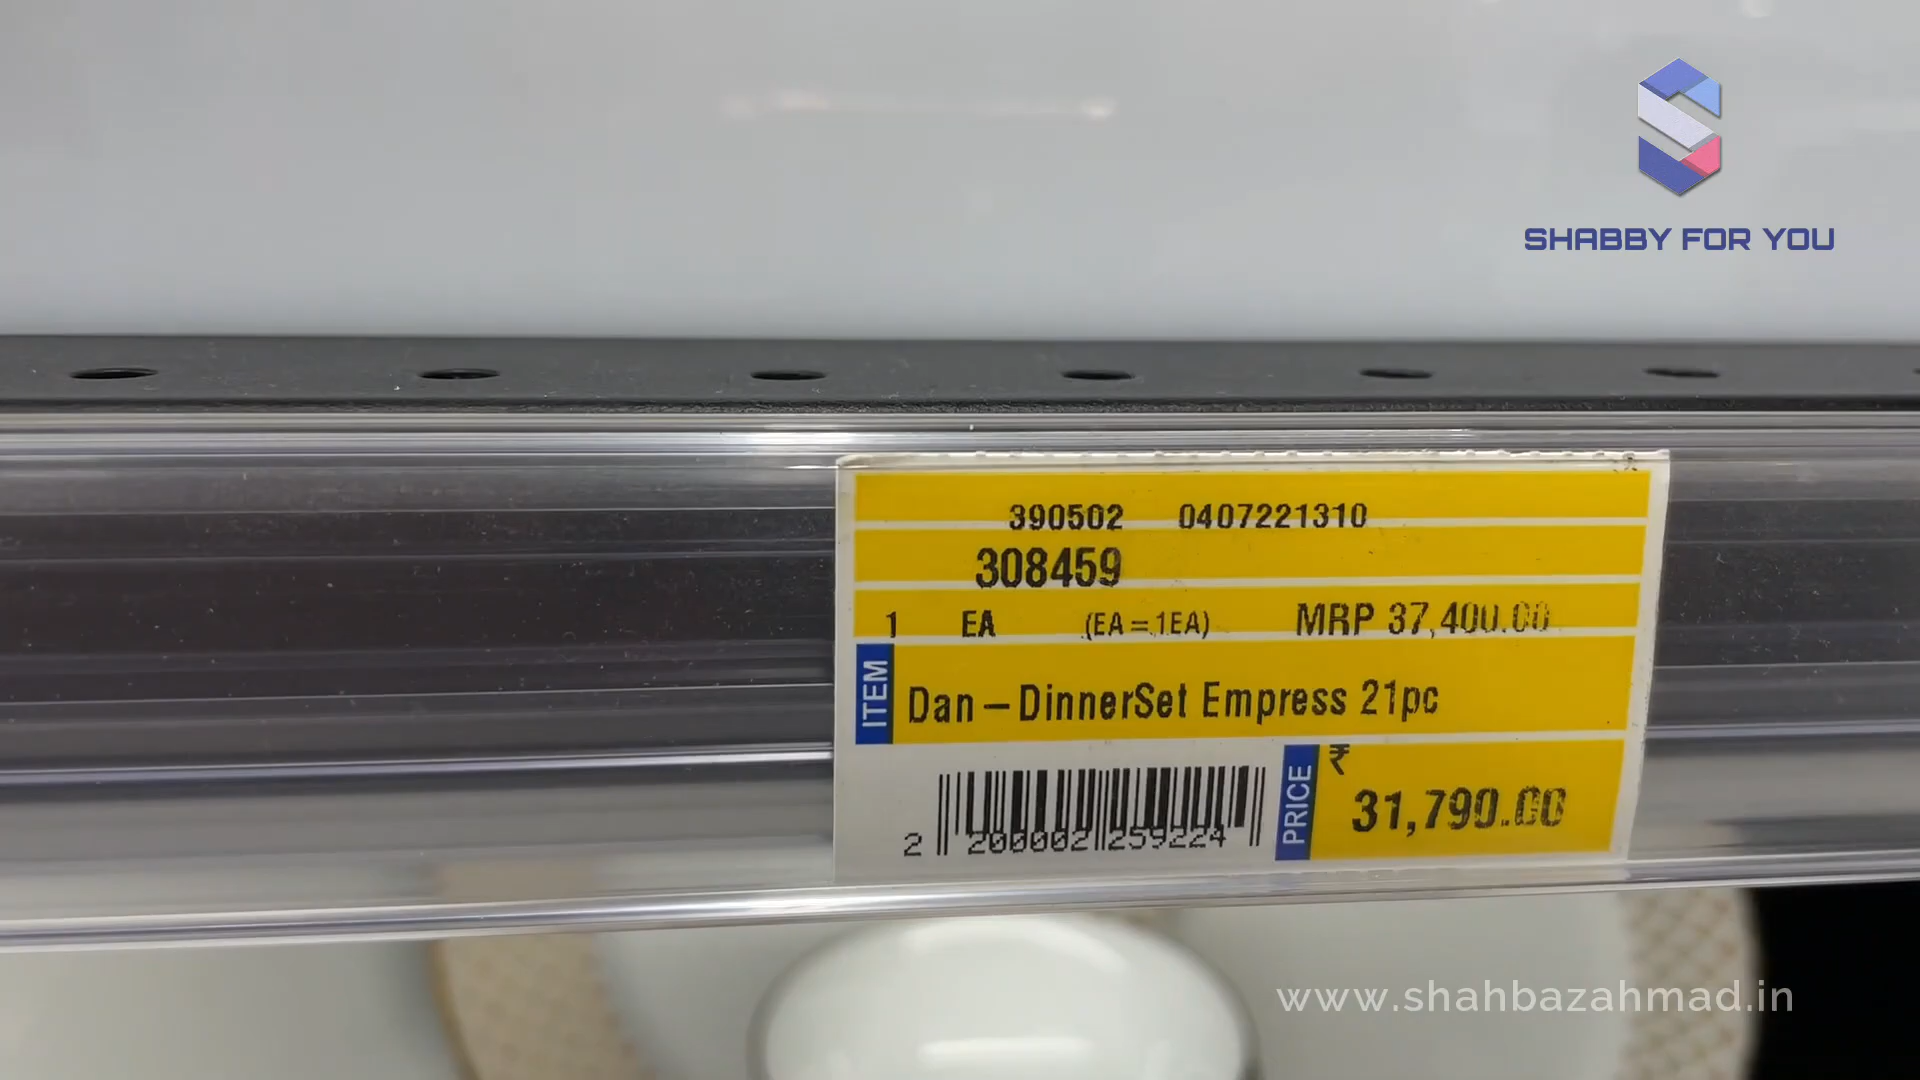 SHABBY FOR YOU
390502 0407221310
308459
1 EA (EA = 1EA) MRP 37,400.00
ITEM
Dan – DinnerSet Empress 21pc
2 200002 259224
PRICE
₹
31,790.00
www.shahbazahmad.in